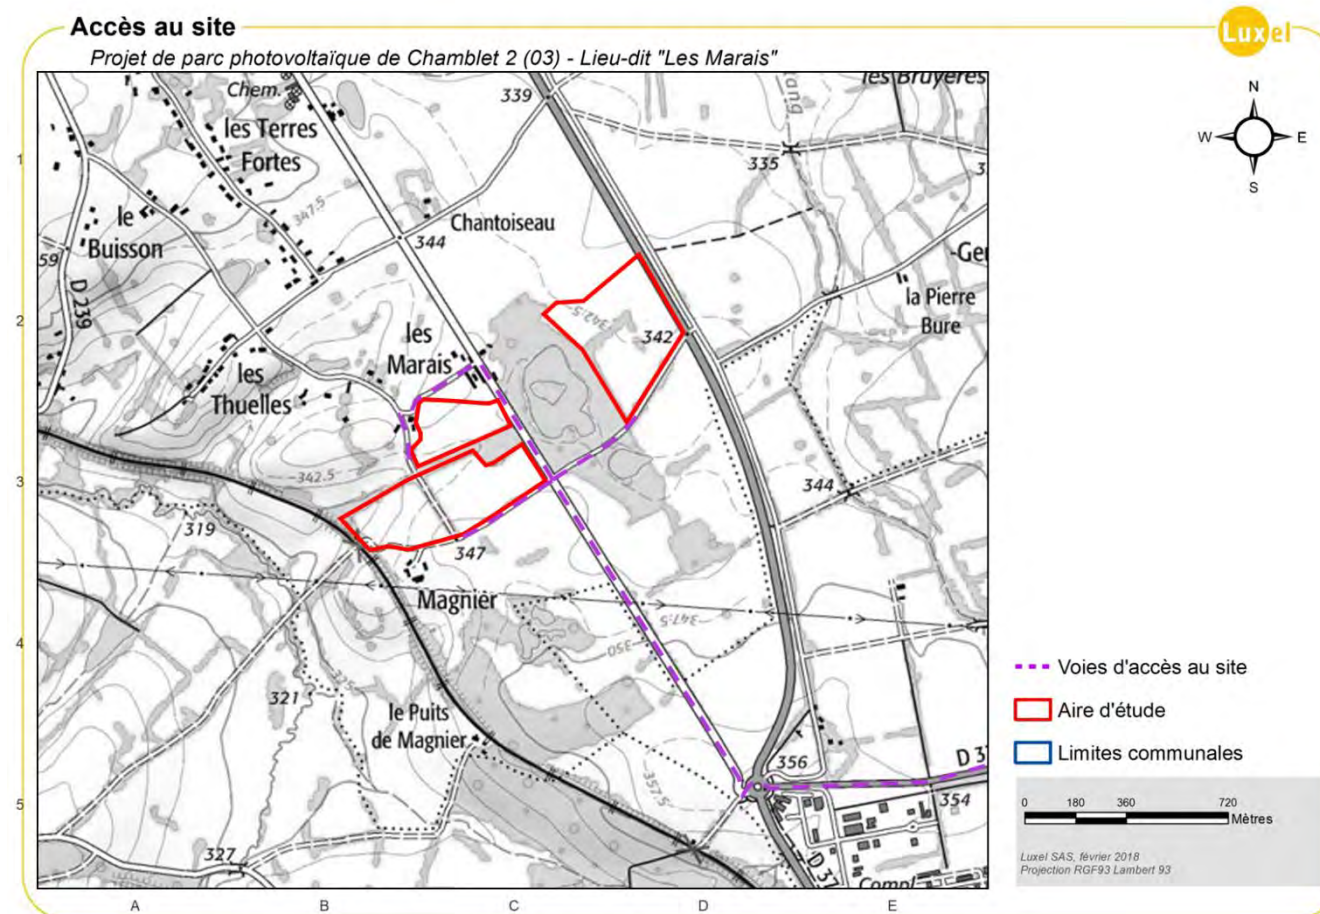 Accès au site
Luxel
Projet de parc photovoltaïque de Chamblet 2 (03) - Lieu-dit "Les Marais"
N
W
E
S
1
2
3
4
5
Chem.
339
les Bruyères
les Terres
Fortes
335
347.5
le
Buisson
344
Chantoiseau
59
D 239
-Ge
la Pierre
Bure
342.5
342
les
Marais
les
Thuelles
342.5
344
319
347
Magnier
347.5
350
321
le Puits
de Magnier
356
D 3
354
357.5
327
D 37
Compl
Voies d'accès au site
Aire d'étude
Limites communales
0 180 360 720
Mètres
Luxel SAS, février 2018
Projection RGF93 Lambert 93
A
B
C
D
E